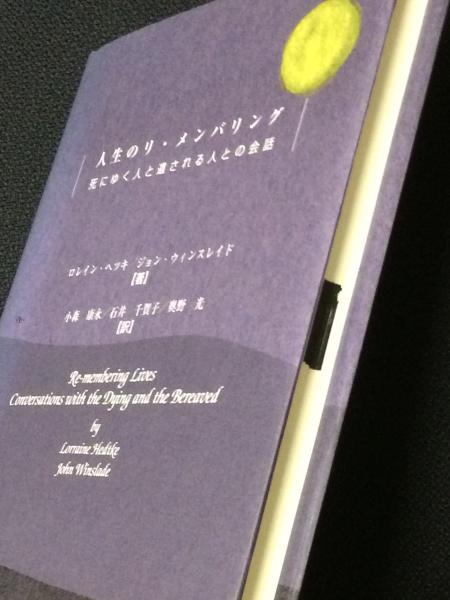 人生のリ・メンバリング
死にゆく人と遺される人との会話
ロレイン・ヘツキ/ジョン・ウィンスレイド
【著】
小森 康永/石井 千賀子/奥野 光
【訳】
Re-membering Lives
Conversations with the Dying and the Bereaved
by
Lorraine Hedtke
John Winslade